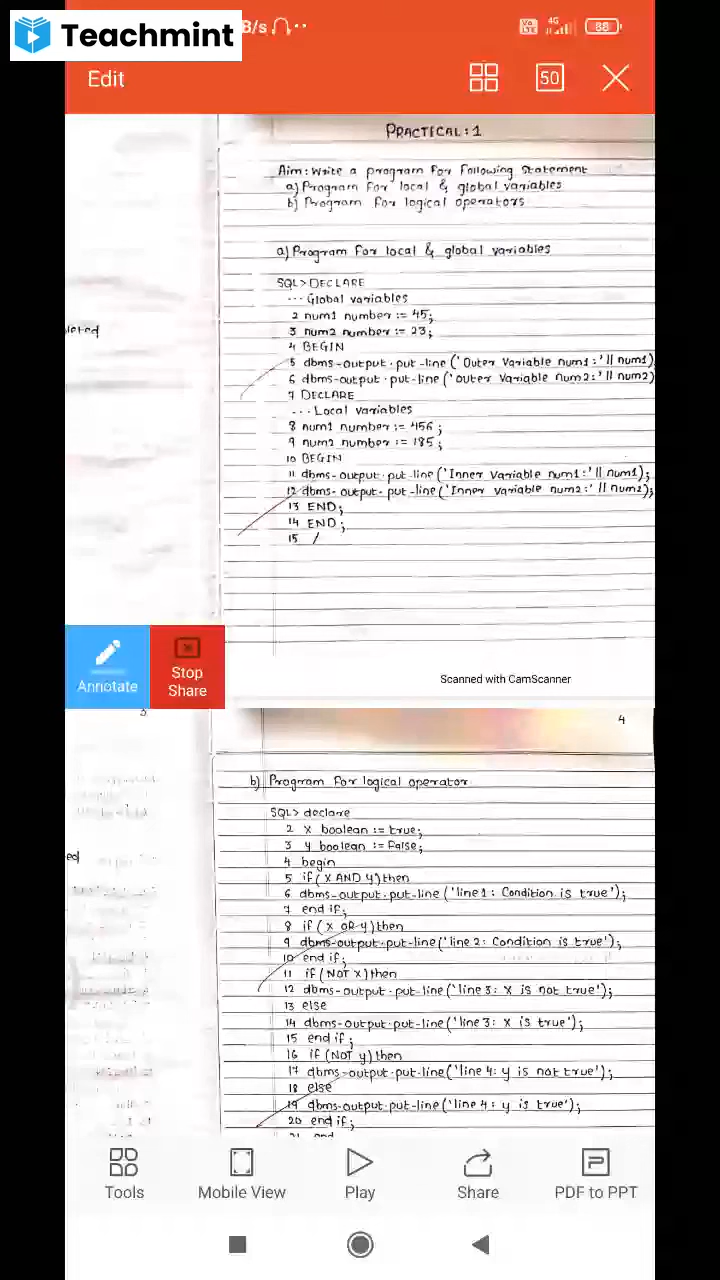 Teachmint
B/s
Vo LTE 4G 88
Edit
50
PRACTICAL:1
Aim: Write a program for following statement
a) Program for local & global variables
b) Program for logical operators
a) Program for local & global variables
SQL> DECLARE
--- Global variables
2 num1 number := 45;
3 num2 number := 23;
4 BEGIN
5 dbms-output.put-line ('Outer Variable num1:' || num1)
6 dbms-output.put-line ('outer Variable num2:' || num2)
7 DECLARE
--- Local variables
8 num1 number := 456;
9 num2 number := 185;
10 BEGIN
11 dbms-output.put-line ('Inner Variable num1:' || num1);
12 dbms-output.put-line ('Inner variable num2:' || num2);
13 END;
14 END;
15 /
Annotate
Stop Share
Scanned with CamScanner
3
4
b) Program for logical operator
SQL> declare
2 x boolean := true;
3 y boolean := false;
4 begin
5 if (x AND y) then
6 dbms-output.put-line ('line1: Condition is true');
7 end if;
8 if (x OR y) then
9 dbms-output.put-line ('line 2: Condition is true');
10 end if;
11 if (NOT x) then
12 dbms-output.put-line ('line 3: x is not true');
13 else
14 dbms-output.put-line ('line 3: x is true');
15 end if;
16 if (NOT y) then
17 dbms-output.put-line ('line 4: y is not true');
18 else
19 dbms-output.put-line ('line 4: y is true');
20 end if;
21 end
Tools
Mobile View
Play
Share
PDF to PPT